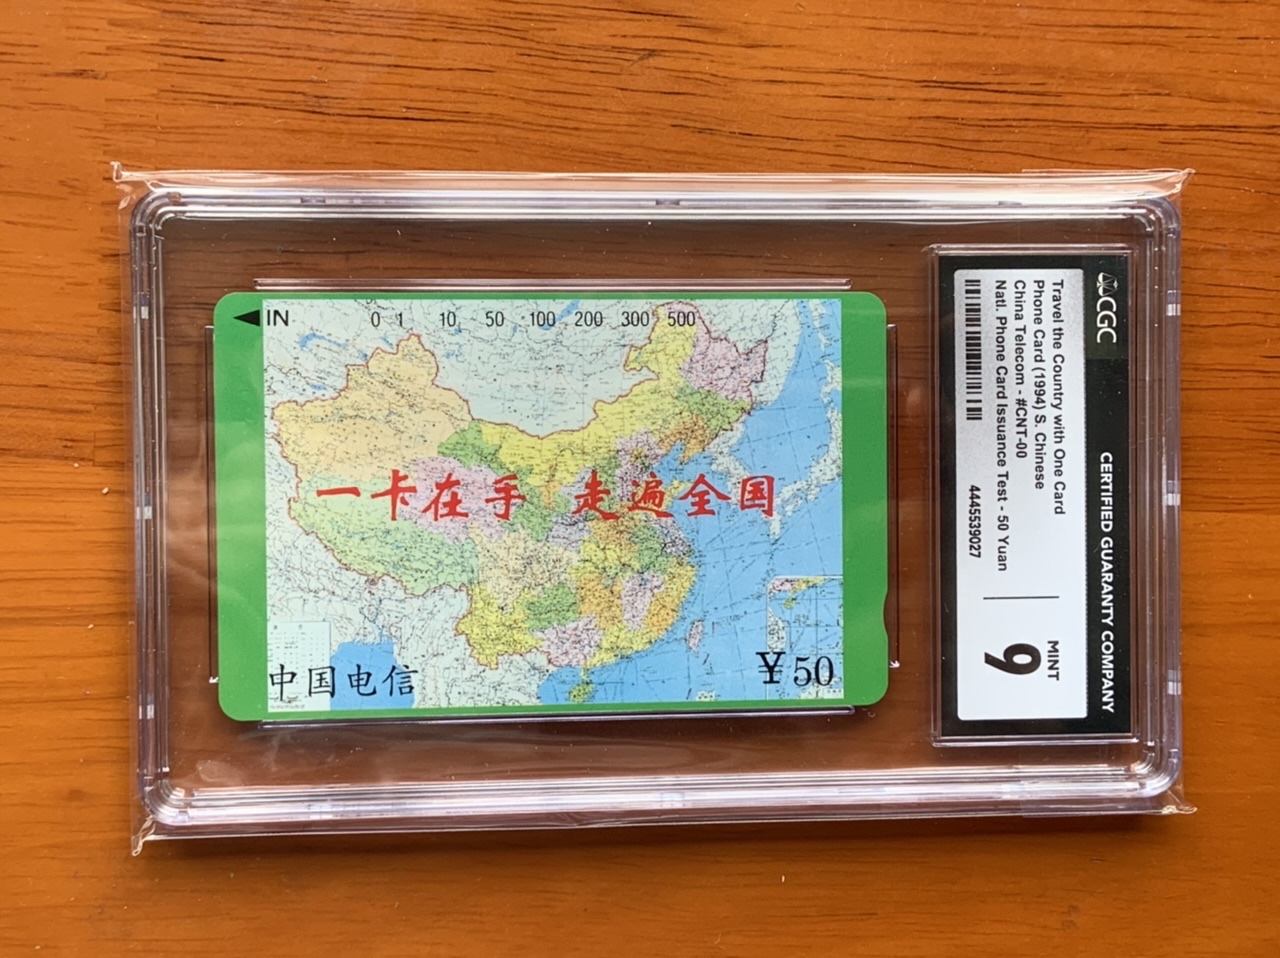 IN 0 1 10 50 100 200 300 500
一卡在手 走遍全国
中国电信
￥50
CGC
CERTIFIED GUARANTY COMPANY
Travel the Country with One Card
Phone Card (1994) S. Chinese
China Telecom - #CNT-00
Natl. Phone Card Issuance Test - 50 Yuan
4445539027
MINT
9